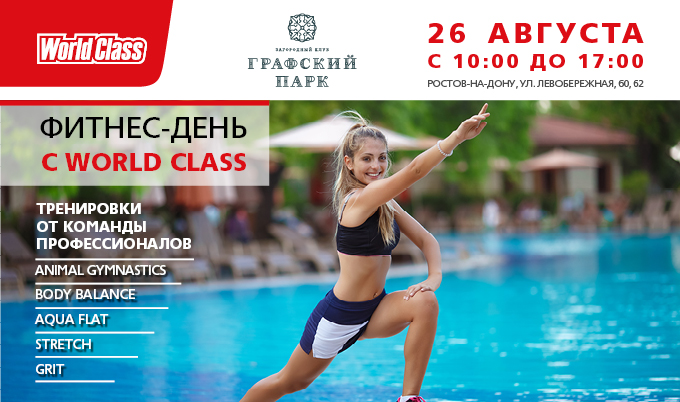 World Class
ЗАГОРОДНЫЙ КЛУБ
ГРАФСКИЙ
ПАРК
26 АВГУСТА
С 10:00 ДО 17:00
РОСТОВ-НА-ДОНУ, УЛ. ЛЕВОБЕРЕЖНАЯ, 60, 62
ФИТНЕС-ДЕНЬ
С WORLD CLASS
ТРЕНИРОВКИ
ОТ КОМАНДЫ
ПРОФЕССИОНАЛОВ
ANIMAL GYMNASTICS
BODY BALANCE
AQUA FLAT
STRETCH
GRIT